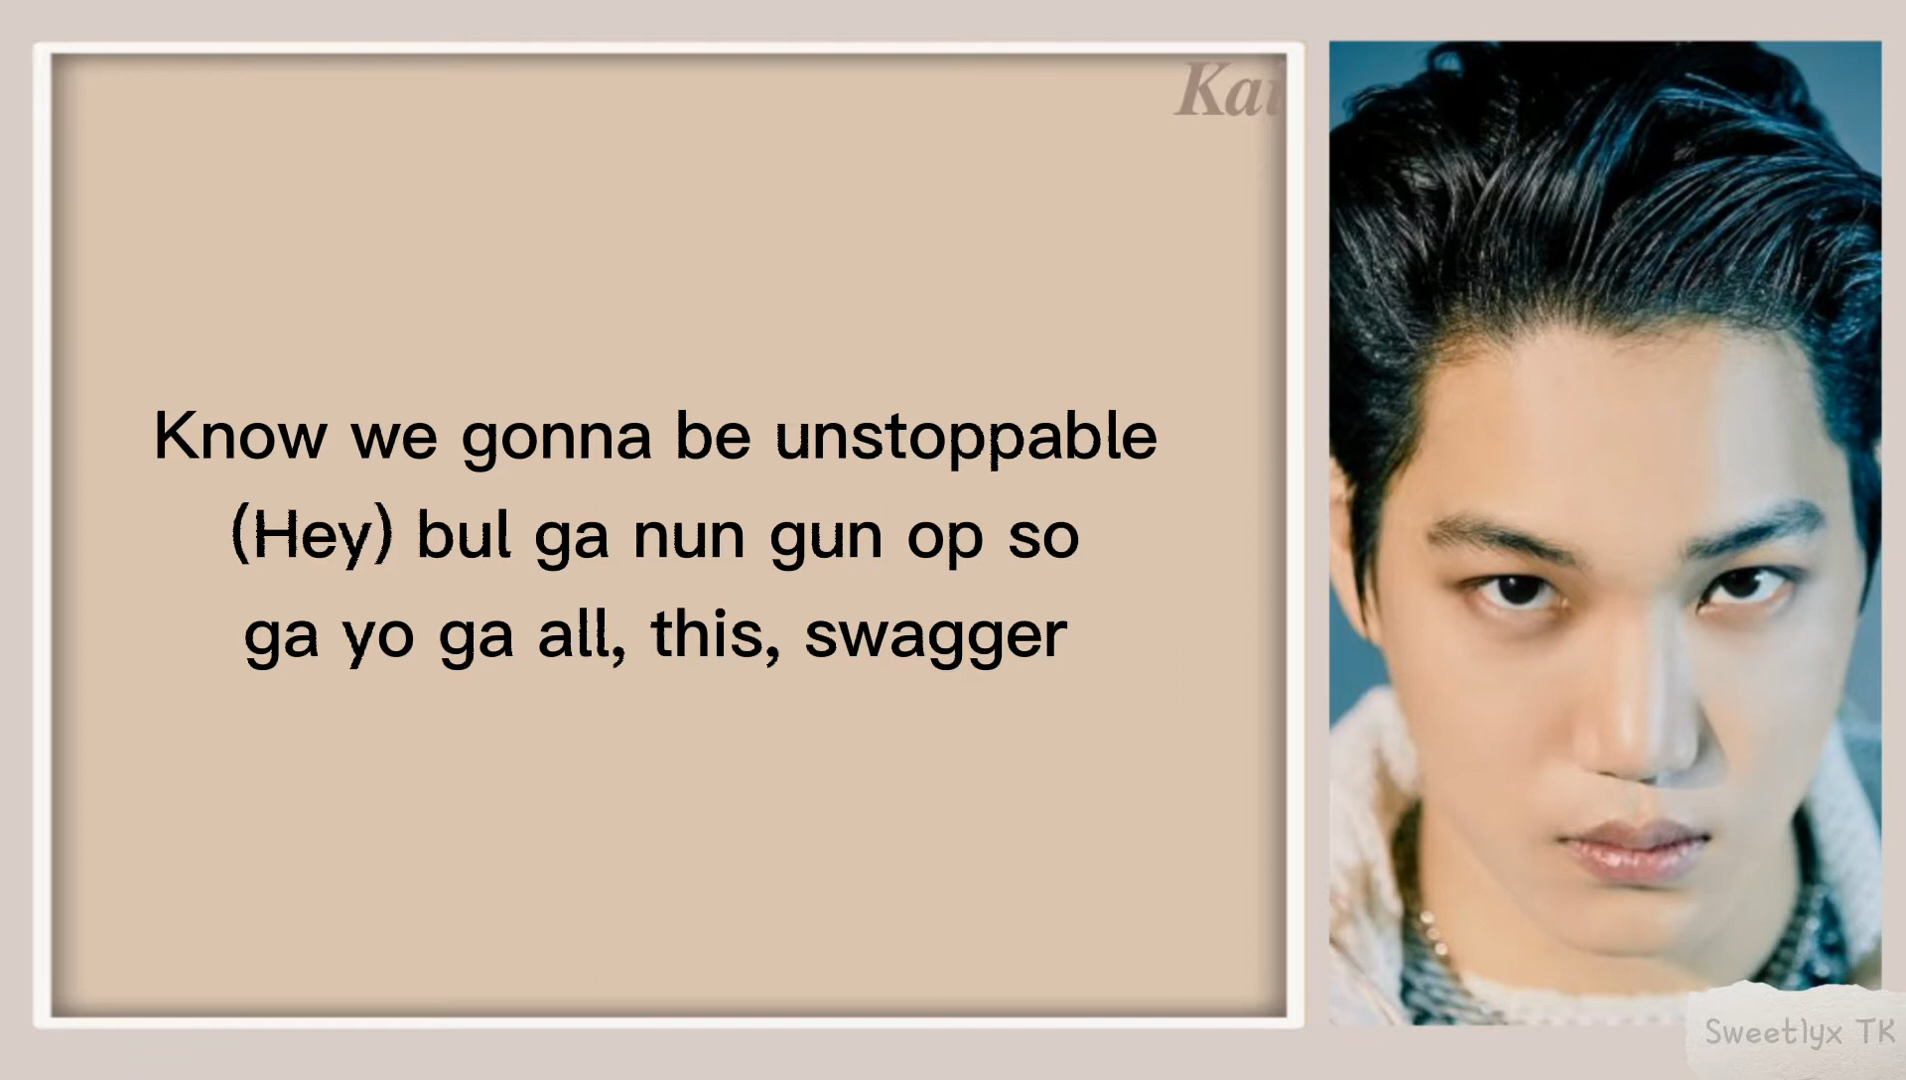 Kai
Know we gonna be unstoppable
(Hey) bul ga nun gun op so
ga yo ga all, this, swagger
Sweetlyx TK